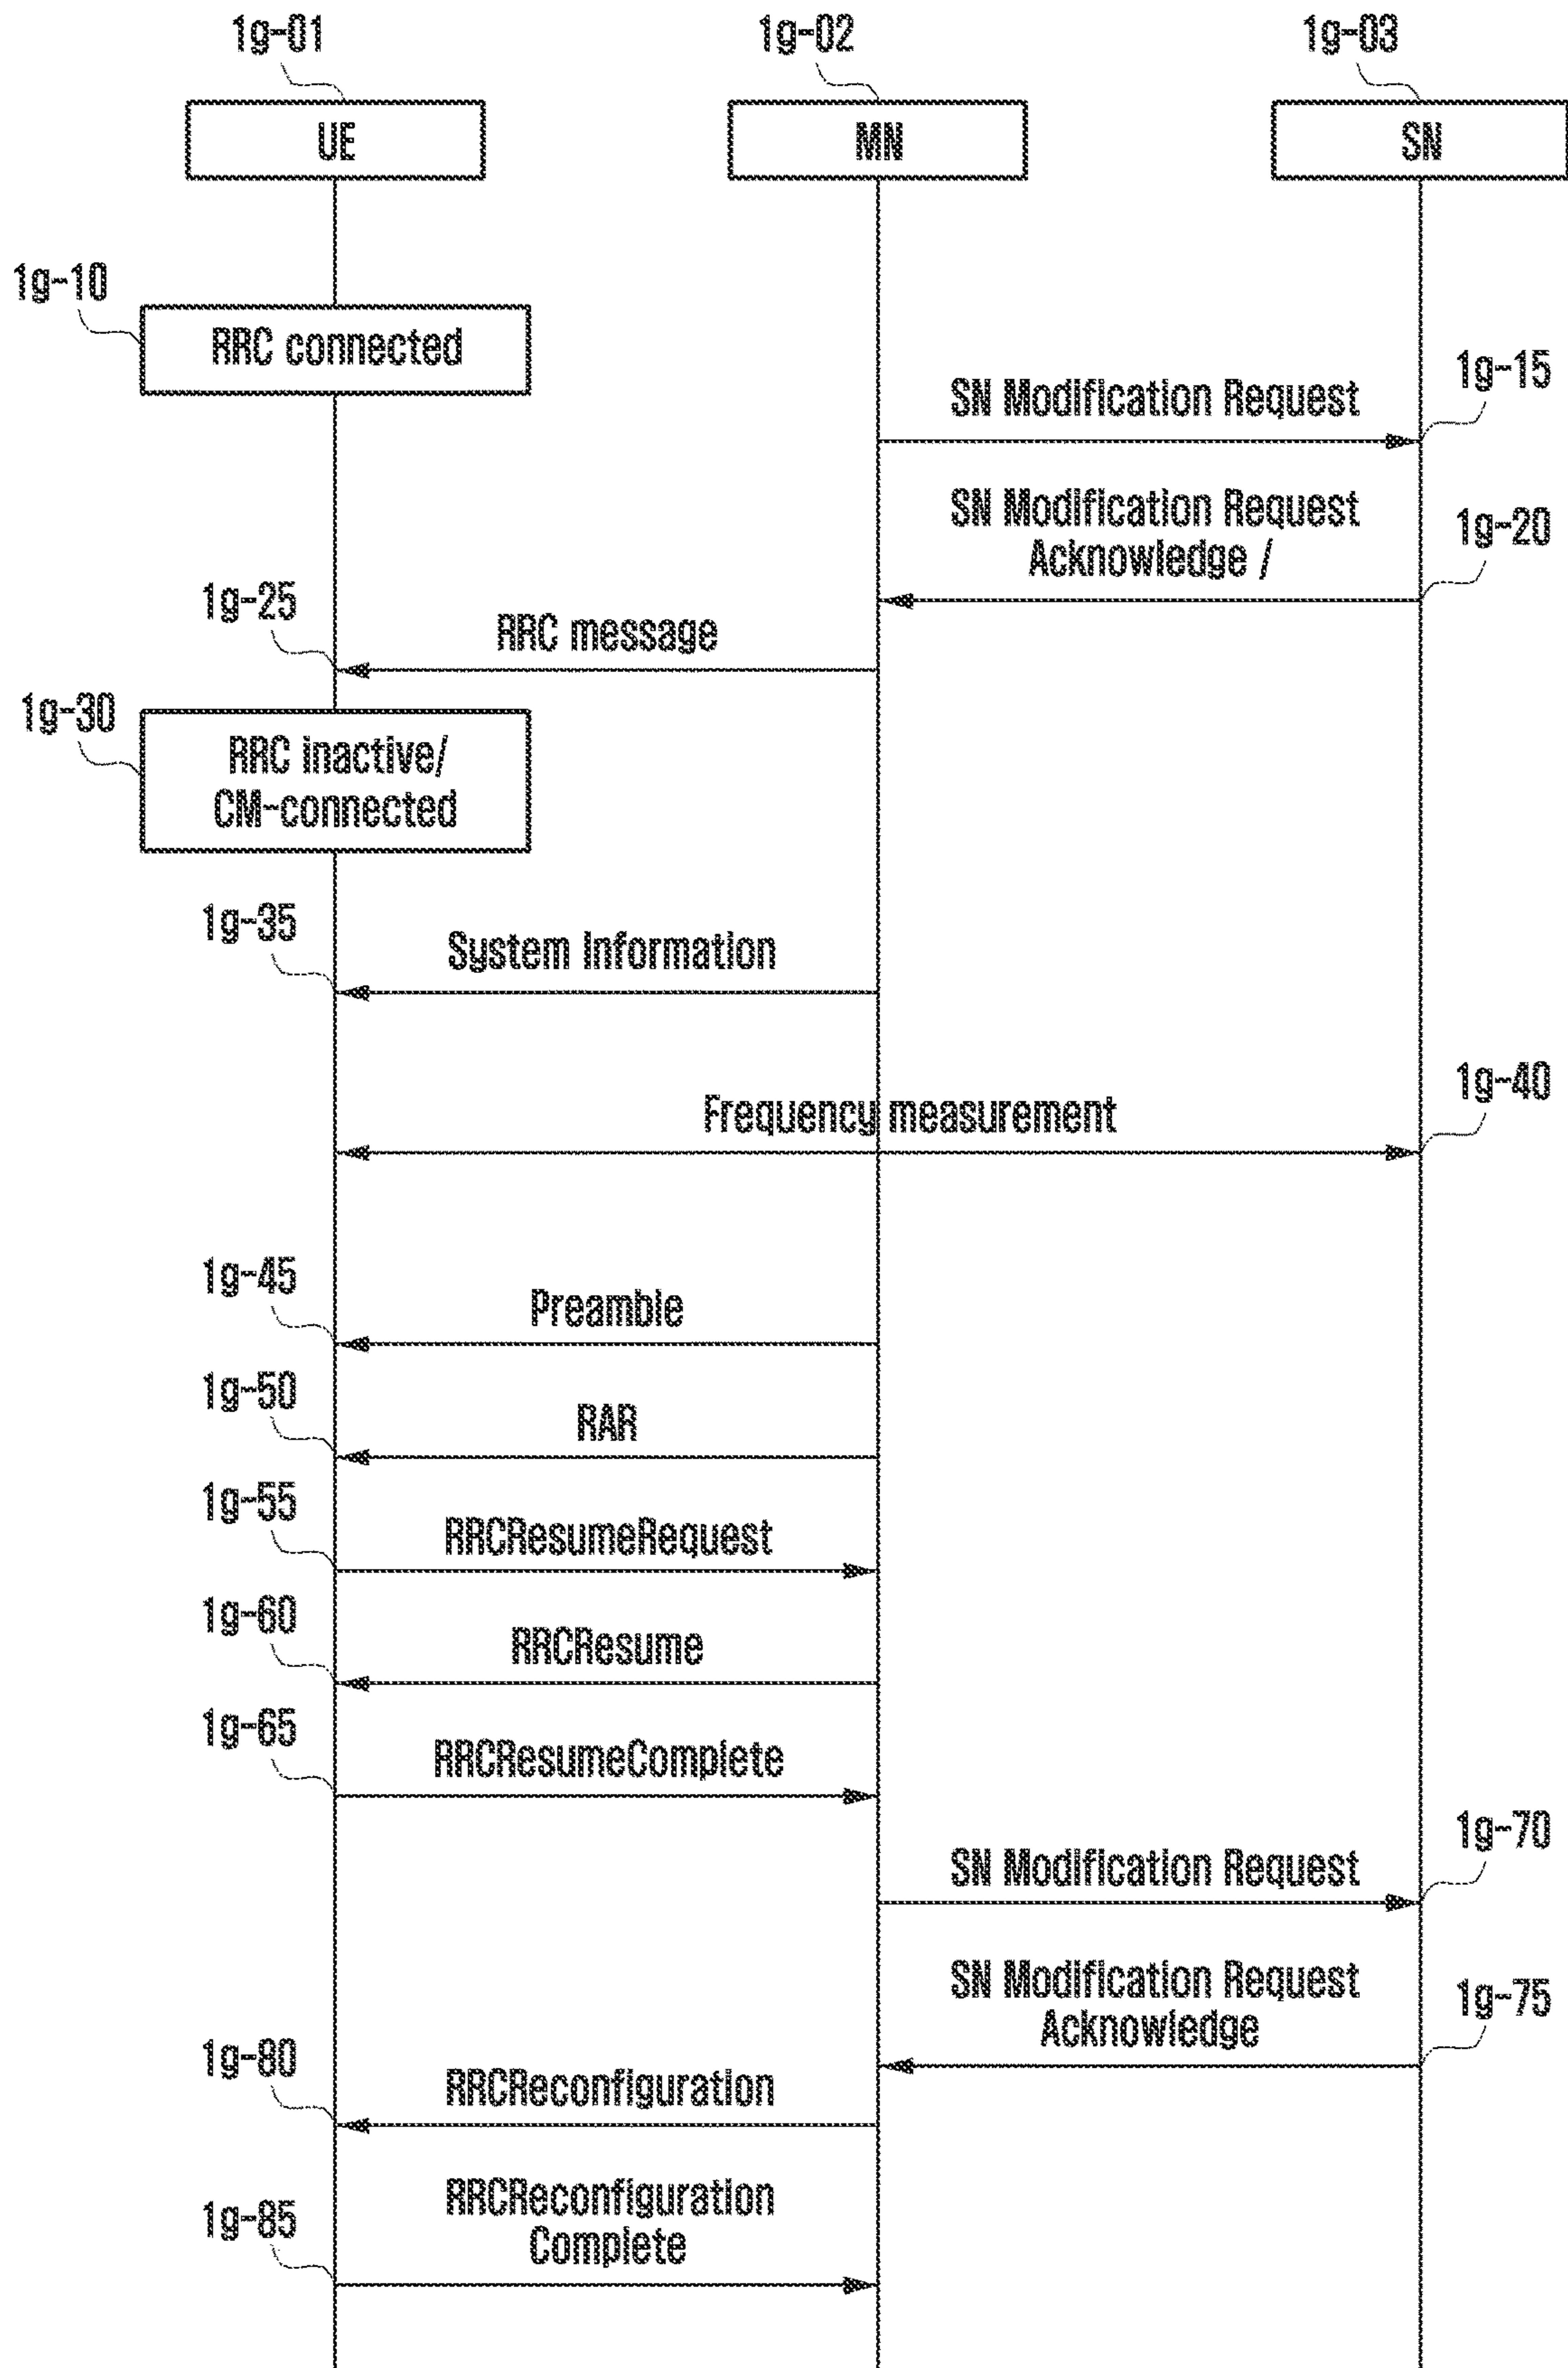 1g-01
1g-02
1g-03
UE
MN
SN
1g-10
RRC connected
SN Modification Request
1g-15
SN Modification Request
Acknowledge /
1g-20
1g-25
RRC message
1g-30
RRC inactive/
CM-connected
1g-35
System Information
Frequency measurement
1g-40
1g-45
Preamble
1g-50
RAR
1g-55
RRCResumeRequest
1g-60
RRCResume
1g-65
RRCResumeComplete
SN Modification Request
1g-70
SN Modification Request
Acknowledge
1g-75
1g-80
RRCReconfiguration
1g-85
RRCReconfiguration
Complete